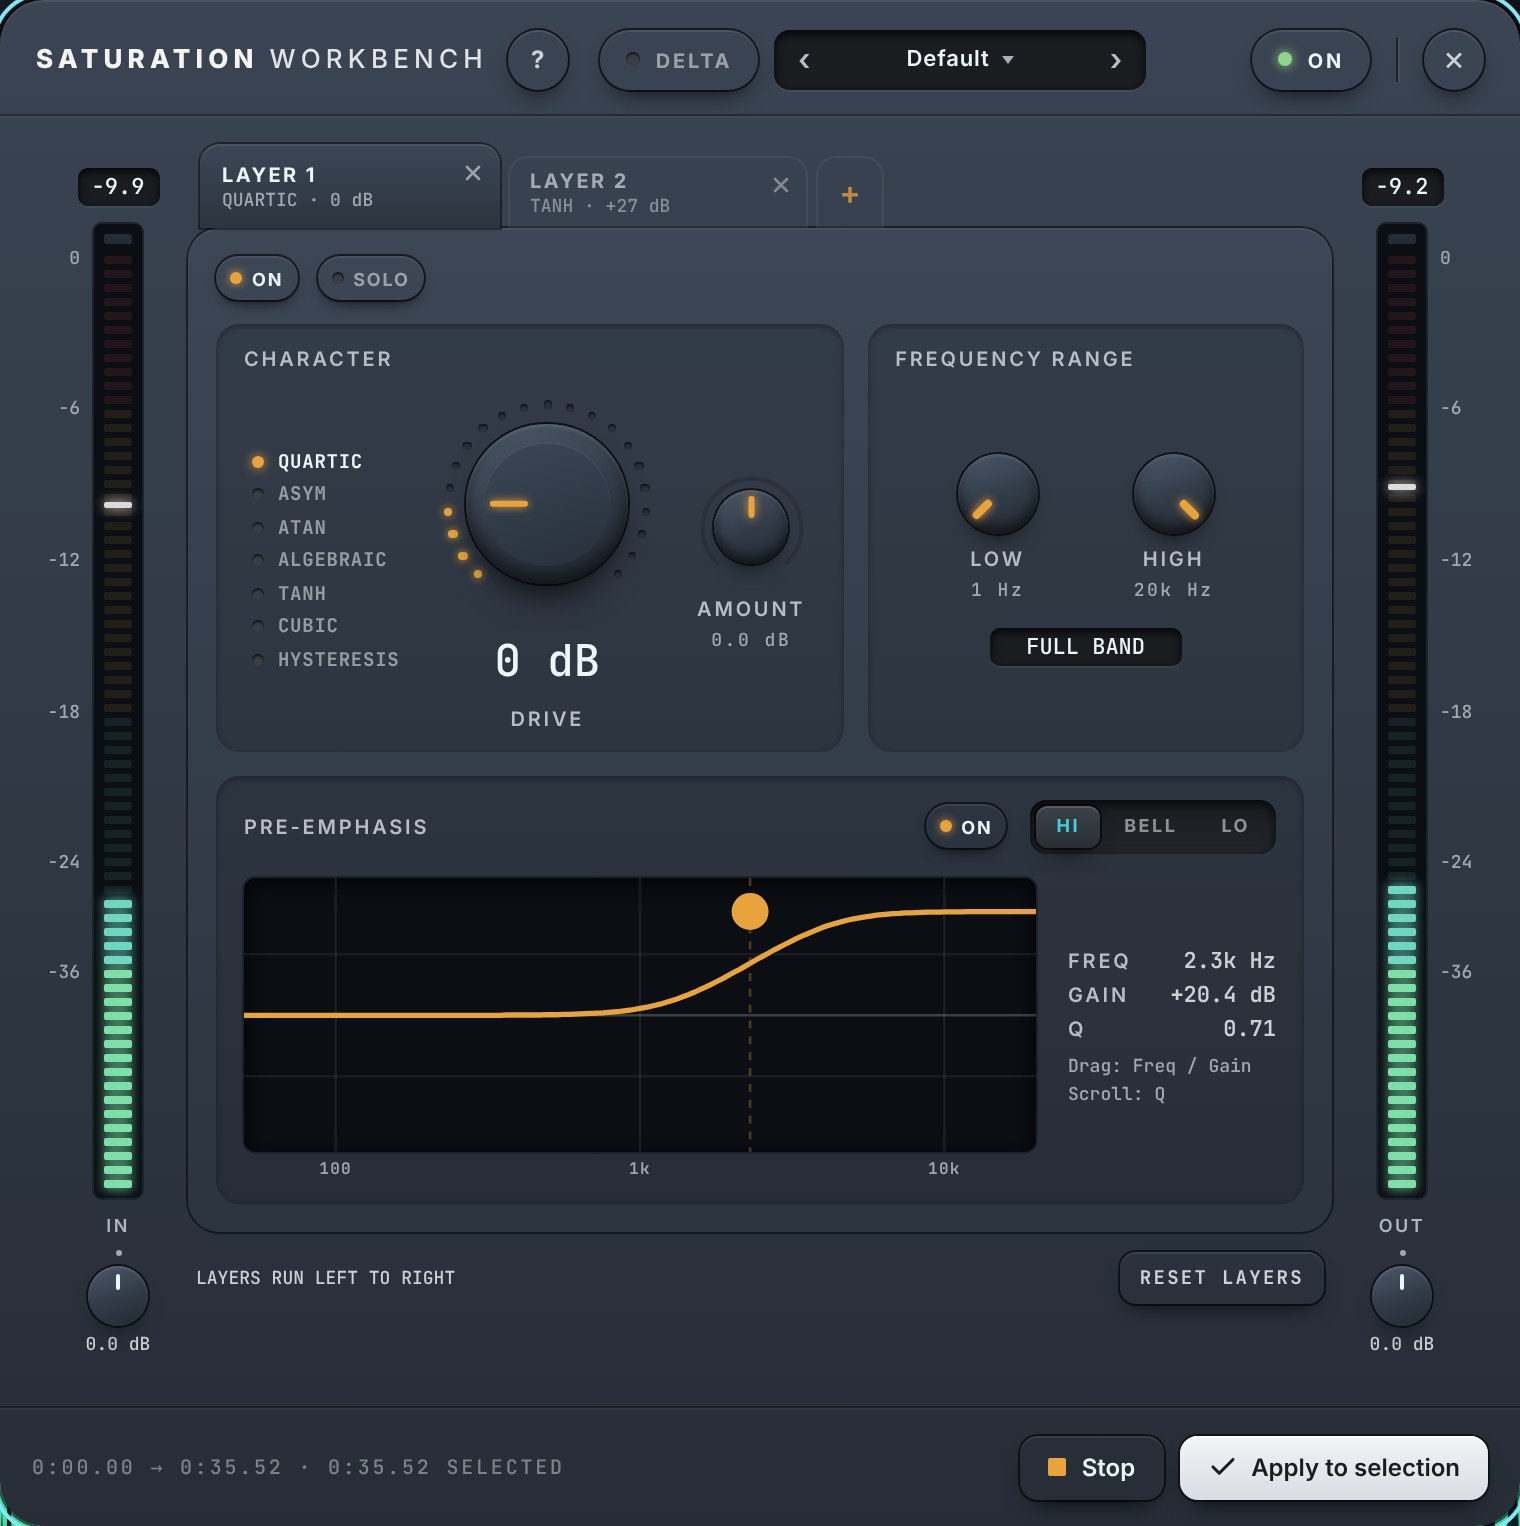 SATURATION WORKBENCH ? DELTA ‹ Default › ON ✕
-9.9 LAYER 1 ✕ LAYER 2 ✕ + -9.2
QUARTIC · 0 dB TANH · +27 dB
ON SOLO
CHARACTER
QUARTIC
ASYM
ATAN
ALGEBRAIC
TANH
CUBIC
HYSTERESIS
0 dB
DRIVE
AMOUNT
0.0 dB
FREQUENCY RANGE
LOW HIGH
1 Hz 20k Hz
FULL BAND
PRE-EMPHASIS ON HI BELL LO
FREQ 2.3k Hz
GAIN +20.4 dB
Q 0.71
Drag: Freq / Gain
Scroll: Q
100 1k 10k
0 0
-6 -6
-12 -12
-18 -18
-24 -24
-36 -36
IN OUT
LAYERS RUN LEFT TO RIGHT RESET LAYERS
0.0 dB 0.0 dB
0:00.00 → 0:35.52 · 0:35.52 SELECTED Stop Apply to selection